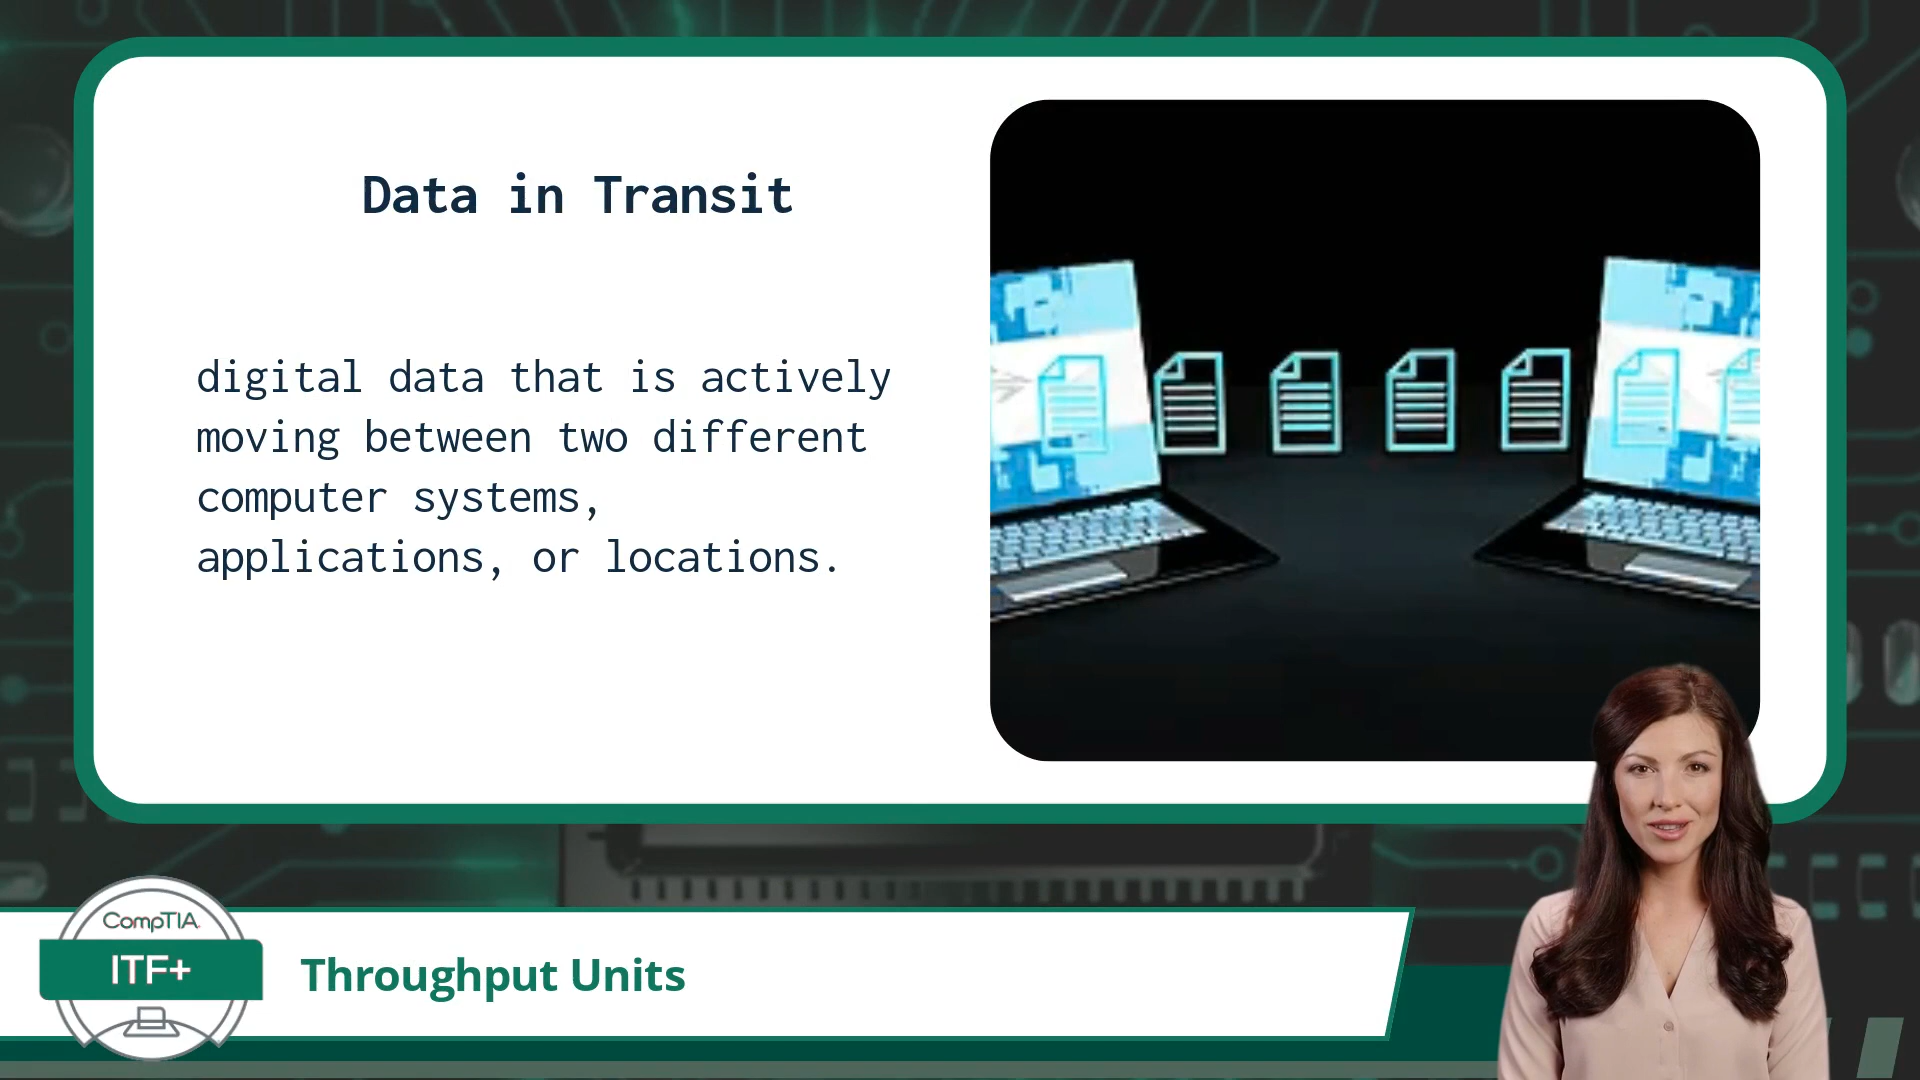 Data in Transit
digital data that is actively
moving between two different
computer systems,
applications, or locations.
CompTIA.
ITF+
Throughput Units